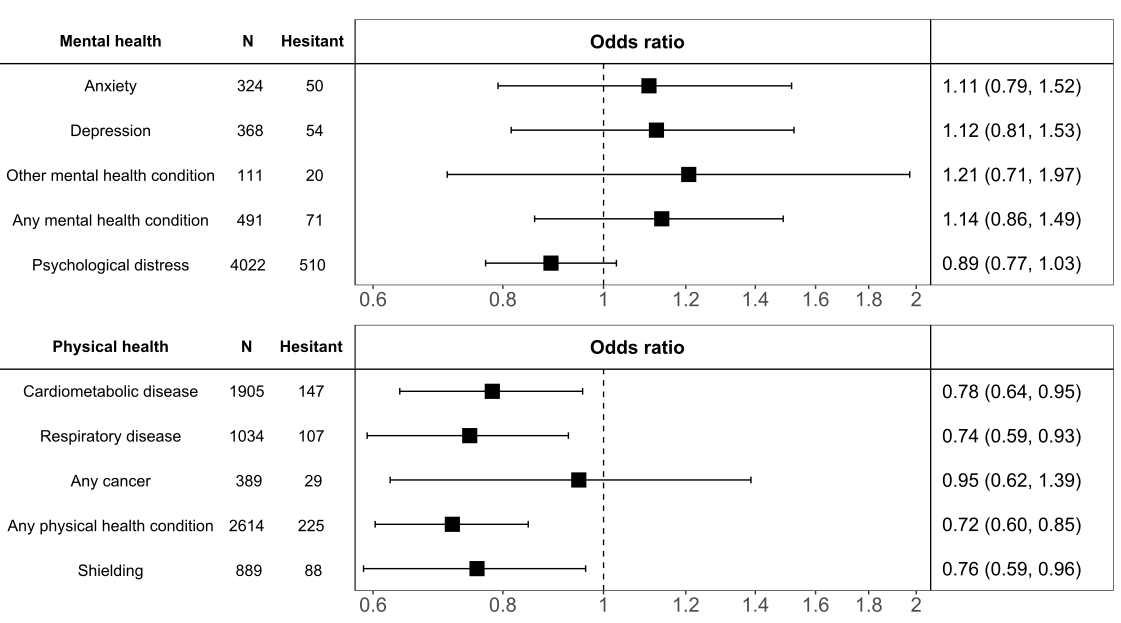 Mental health N Hesitant Odds ratio
Anxiety 324 50 1.11 (0.79, 1.52)
Depression 368 54 1.12 (0.81, 1.53)
Other mental health condition 111 20 1.21 (0.71, 1.97)
Any mental health condition 491 71 1.14 (0.86, 1.49)
Psychological distress 4022 510 0.89 (0.77, 1.03)
0.6 0.8 1 1.2 1.4 1.6 1.8 2
Physical health N Hesitant Odds ratio
Cardiometabolic disease 1905 147 0.78 (0.64, 0.95)
Respiratory disease 1034 107 0.74 (0.59, 0.93)
Any cancer 389 29 0.95 (0.62, 1.39)
Any physical health condition 2614 225 0.72 (0.60, 0.85)
Shielding 889 88 0.76 (0.59, 0.96)
0.6 0.8 1 1.2 1.4 1.6 1.8 2